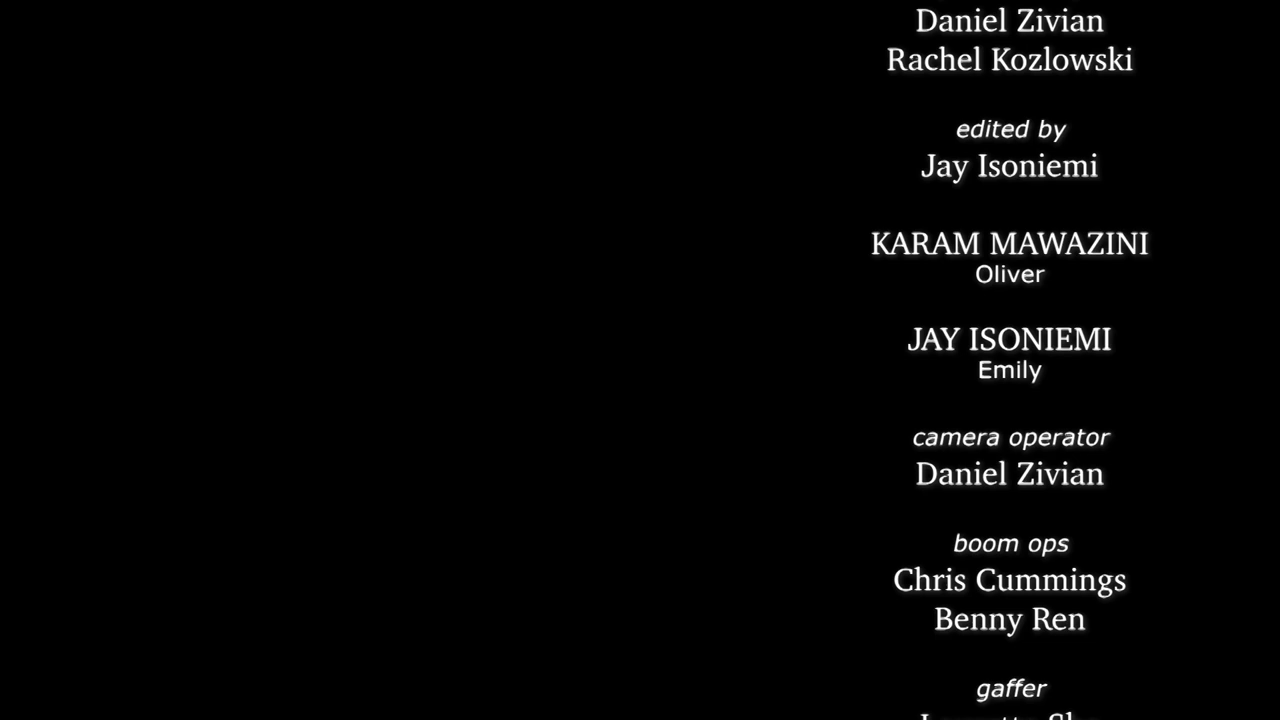 Daniel Zivian
Rachel Kozlowski
edited by
Jay Isoniemi
KARAM MAWAZINI
Oliver
JAY ISONIEMI
Emily
camera operator
Daniel Zivian
boom ops
Chris Cummings
Benny Ren
gaffer